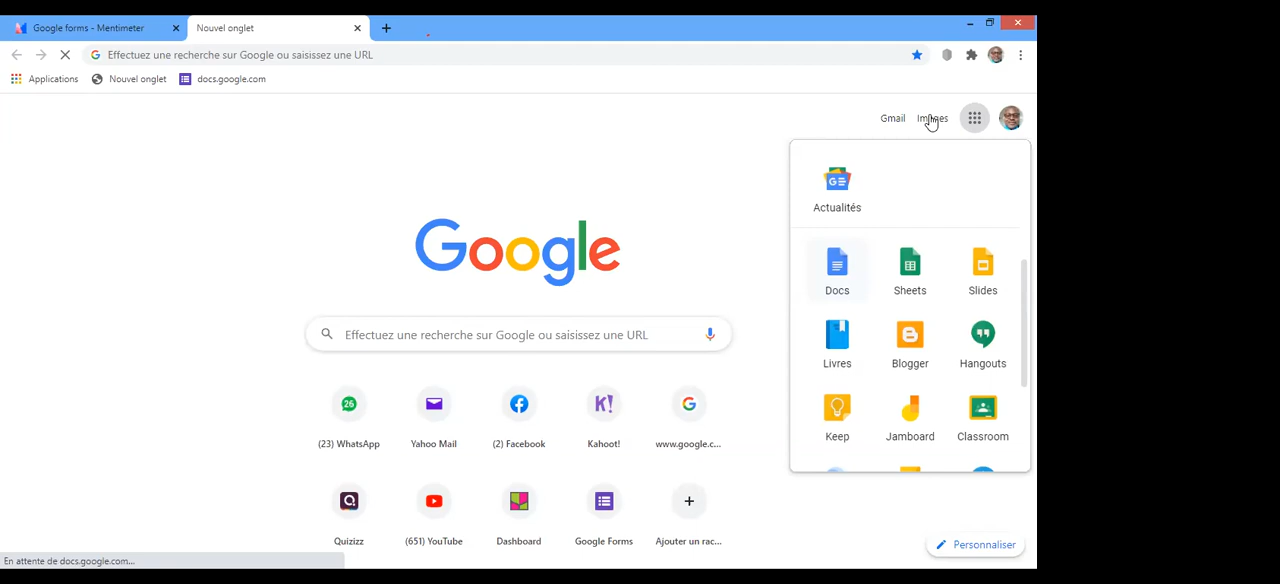 Google forms - Mentimeter
Nouvel onglet
Effectuez une recherche sur Google ou saisissez une URL
Applications
Nouvel onglet
docs.google.com
Gmail
Images
Actualités
Docs
Sheets
Slides
Livres
Blogger
Hangouts
Keep
Jamboard
Classroom
Google
Effectuez une recherche sur Google ou saisissez une URL
26
K!
(23) WhatsApp
Yahoo Mail
(2) Facebook
Kahoot!
www.google.c...
Quizizz
(651) YouTube
Dashboard
Google Forms
Ajouter un rac...
Personnaliser
En attente de docs.google.com...